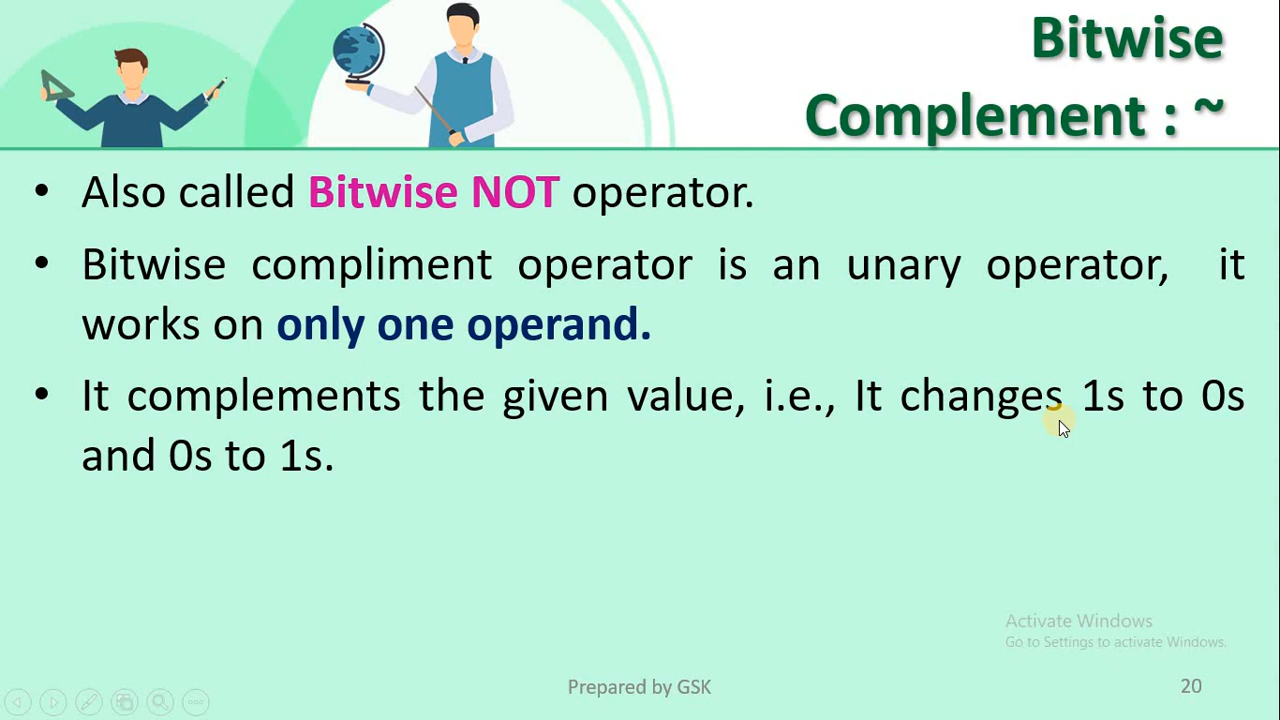 Bitwise
Complement : ~
• Also called Bitwise NOT operator.
• Bitwise compliment operator is an unary operator, it
works on only one operand.
• It complements the given value, i.e., It changes 1s to 0s
and 0s to 1s.
Activate Windows
Go to Settings to activate Windows.
Prepared by GSK
20